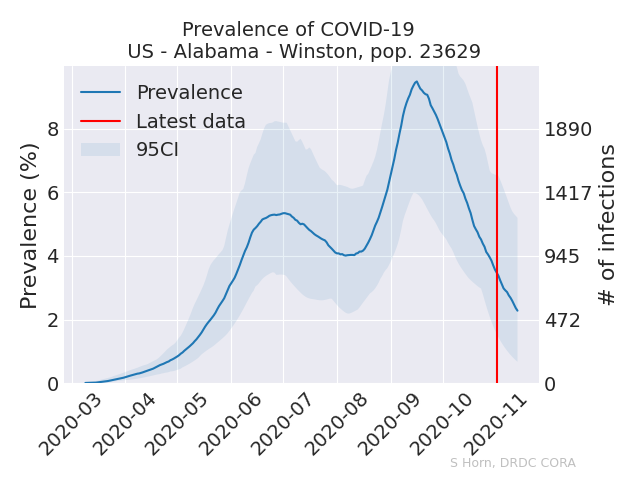 Prevalence of COVID-19
US - Alabama - Winston, pop. 23629
Prevalence
Latest data
95CI
Prevalence (%)
8
6
4
2
0
1890
1417
945
472
0
# of infections
2020-03
2020-04
2020-05
2020-06
2020-07
2020-08
2020-09
2020-10
2020-11
S Horn, DRDC CORA